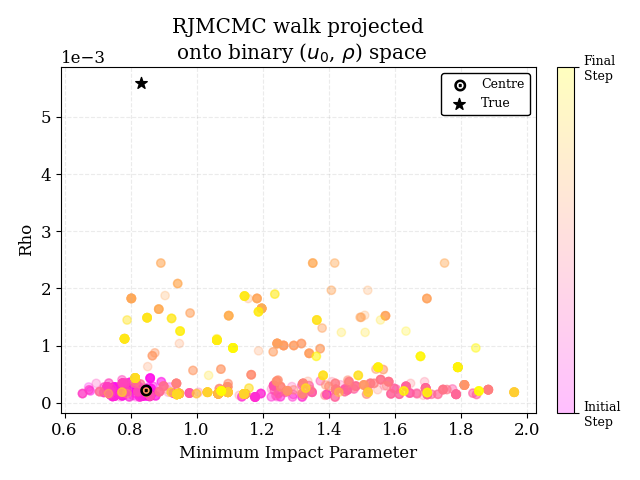 RJMCMC walk projected
onto binary (u₀, ρ) space
1e−3
Centre
True
Final
Step
5
4
3
2
1
0
Rho
0.6 0.8 1.0 1.2 1.4 1.6 1.8 2.0
Minimum Impact Parameter
Initial
Step